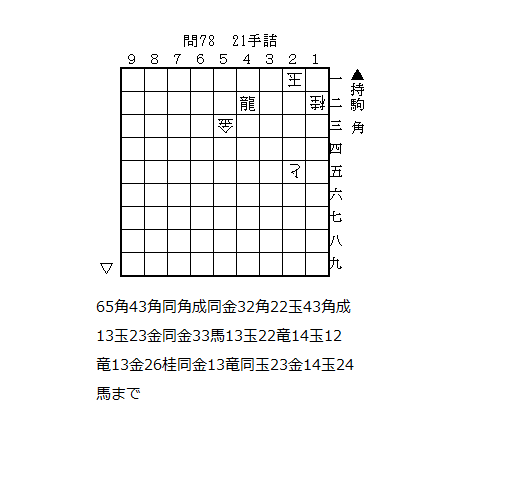 問78 21手詰
9 8 7 6 5 4 3 2 1
王 一
龍 桂 二
金 三
四
イ 五
六
七
八
九
▲持駒 角
▽
65角43角同角成同金32角22玉43角成
13玉23金同金33馬13玉22竜14玉12
竜13金26桂同金13竜同玉23金14玉24
馬まで